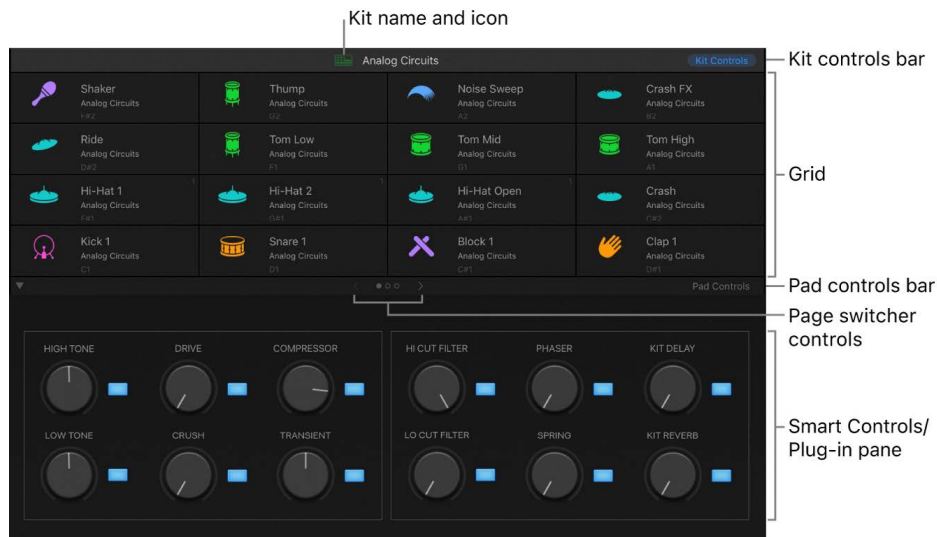 Kit name and icon
Analog Circuits
Kit Controls
Kit controls bar
Shaker
Analog Circuits
F#2
Thump
Analog Circuits
G2
Noise Sweep
Analog Circuits
A2
Crash FX
Analog Circuits
B2
Ride
Analog Circuits
D#2
Tom Low
Analog Circuits
F1
Tom Mid
Analog Circuits
G1
Tom High
Analog Circuits
A1
Grid
Hi-Hat 1
1
Analog Circuits
F#1
Hi-Hat 2
1
Analog Circuits
G#1
Hi-Hat Open
1
Analog Circuits
A#1
Crash
Analog Circuits
C#2
Kick 1
Analog Circuits
C1
Snare 1
Analog Circuits
D1
Block 1
Analog Circuits
C#1
Clap 1
Analog Circuits
D#1
Pad Controls
Pad controls bar
Page switcher
controls
HIGH TONE
DRIVE
COMPRESSOR
HI CUT FILTER
PHASER
KIT DELAY
LOW TONE
CRUSH
TRANSIENT
LO CUT FILTER
SPRING
KIT REVERB
Smart Controls/
Plug-in pane